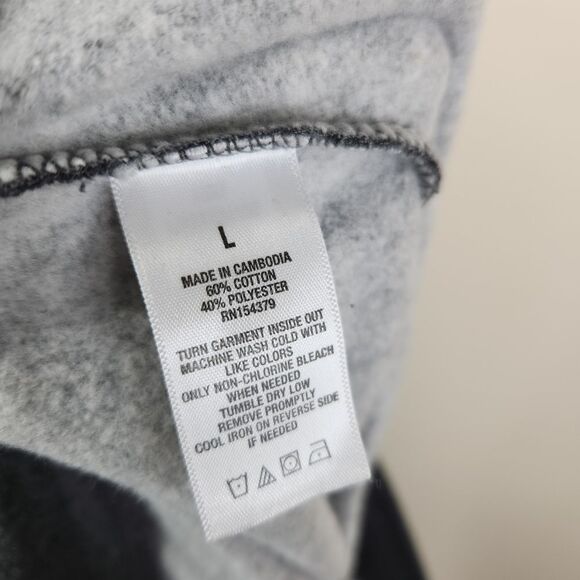 L
MADE IN CAMBODIA
60% COTTON
40% POLYESTER
RN154379
TURN GARMENT INSIDE OUT
MACHINE WASH COLD WITH
LIKE COLORS
ONLY NON-CHLORINE BLEACH
WHEN NEEDED
TUMBLE DRY LOW
REMOVE PROMPTLY
COOL IRON ON REVERSE SIDE
IF NEEDED